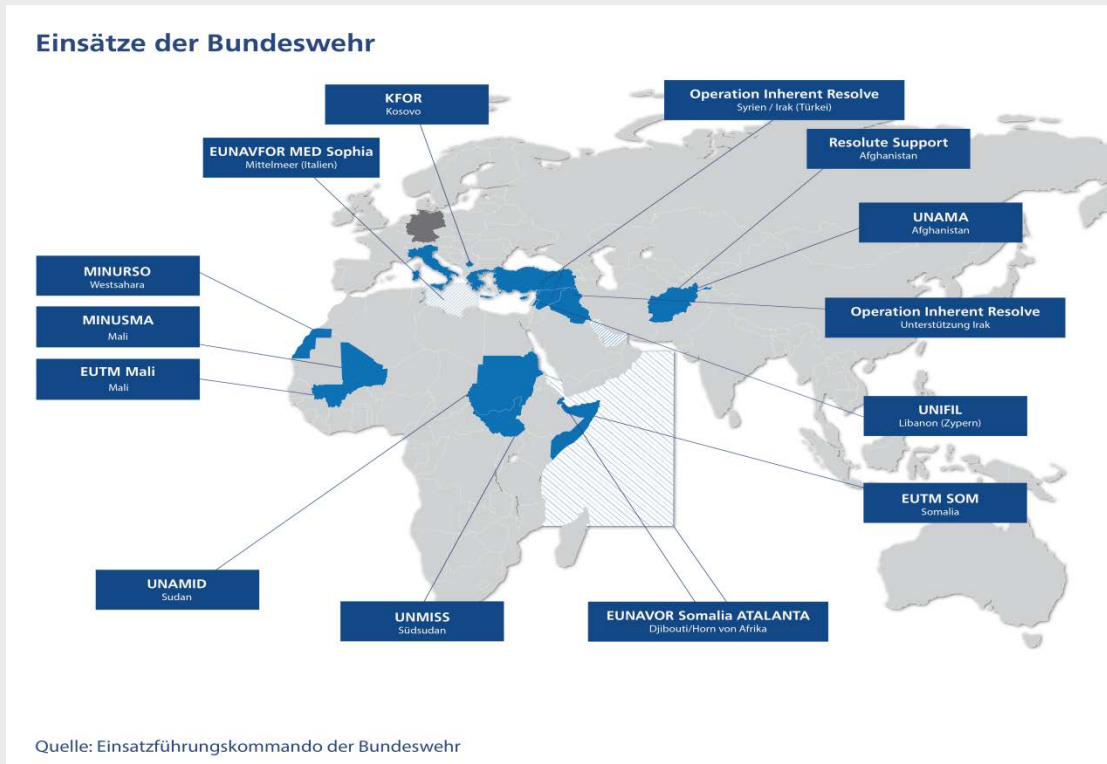 Einsätze der Bundeswehr
KFOR
Kosovo
Operation Inherent Resolve
Syrien / Irak (Türkei)
EUNAVFOR MED Sophia
Mittelmeer (Italien)
Resolute Support
Afghanistan
UNAMA
Afghanistan
MINURSO
Westsahara
MINUSMA
Mali
Operation Inherent Resolve
Unterstützung Irak
EUTM Mali
Mali
UNIFIL
Libanon (Zypern)
EUTM SOM
Somalia
UNAMID
Sudan
UNMISS
Südsudan
EUNAVOR Somalia ATALANTA
Djibouti/Horn von Afrika
Quelle: Einsatzführungskommando der Bundeswehr